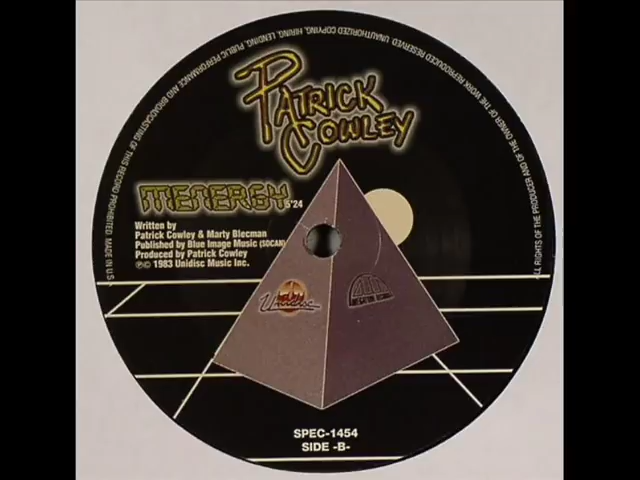 ALL RIGHTS OF THE PRODUCER AND OF THE OWNER OF THE WORK REPRODUCED RESERVED. UNAUTHORIZED COPYING, HIRING, LENDING, PUBLIC PERFORMANCE AND BROADCASTING OF THIS RECORD PROHIBITED. MADE IN U.S.
PATRICK
COWLEY
MENERGY 5'24
Written by
Patrick Cowley & Marty Blecman
Published by Blue Image Music (SOCAN)
Produced by Patrick Cowley
℗© 1983 Unidisc Music Inc.
Unidisc
SPEC-1454
SIDE -B-